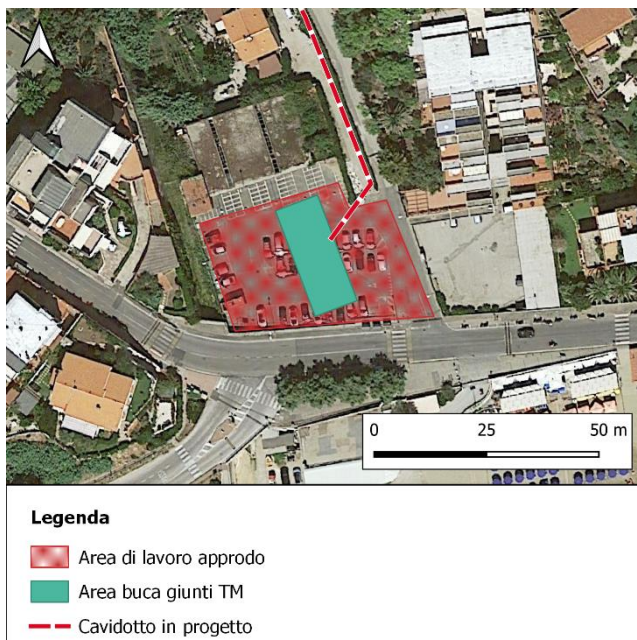 0 25 50 m
Legenda
Area di lavoro approdo
Area buca giunti TM
Cavidotto in progetto